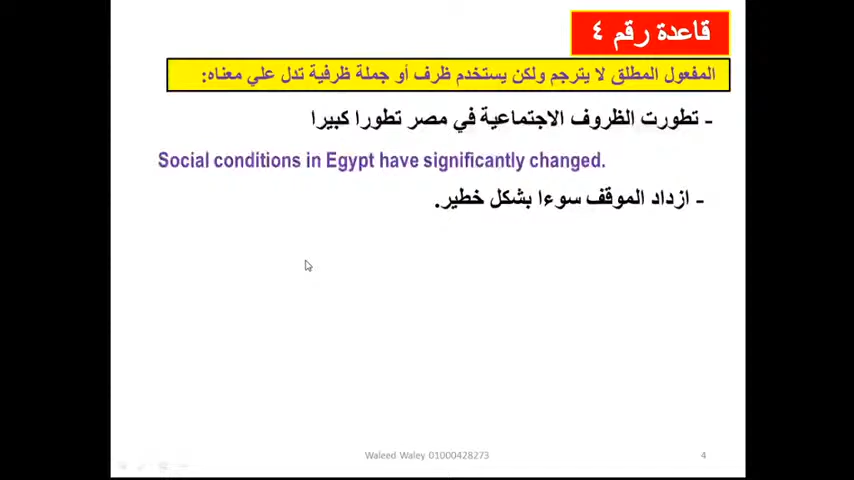 قاعدة رقم ٤
المفعول المطلق لا يترجم ولكن يستخدم ظرف أو جملة ظرفية تدل علي معناه:
- تطورت الظروف الاجتماعية في مصر تطورا كبيرا
Social conditions in Egypt have significantly changed.
- ازداد الموقف سوءا بشكل خطير.
Waleed Waley 01000428273
4